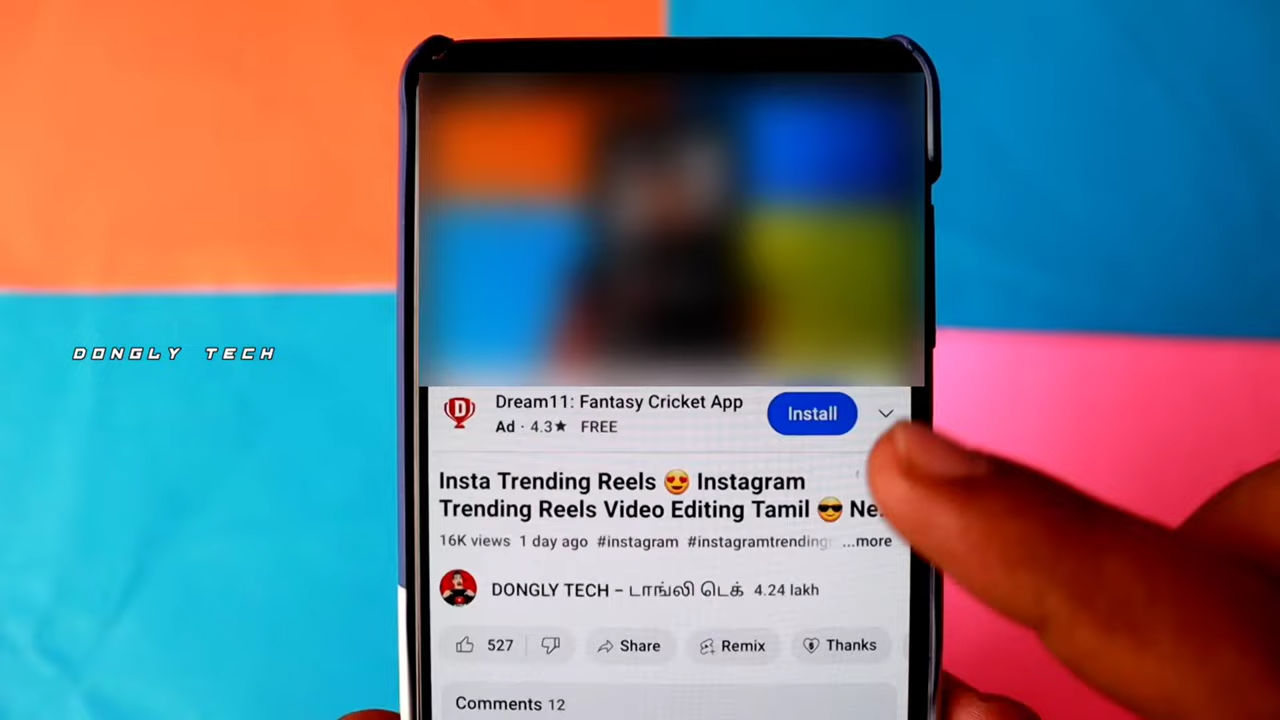 DONGLY TECH
D
Dream11: Fantasy Cricket App
Ad · 4.3★ FREE
Install
Insta Trending Reels 😍 Instagram
Trending Reels Video Editing Tamil 😎 Ne..
16K views 1 day ago #instagram #instagramtrending ...more
DONGLY TECH – டாங்லி டெக் 4.24 lakh
527
Share
Remix
Thanks
Comments 12